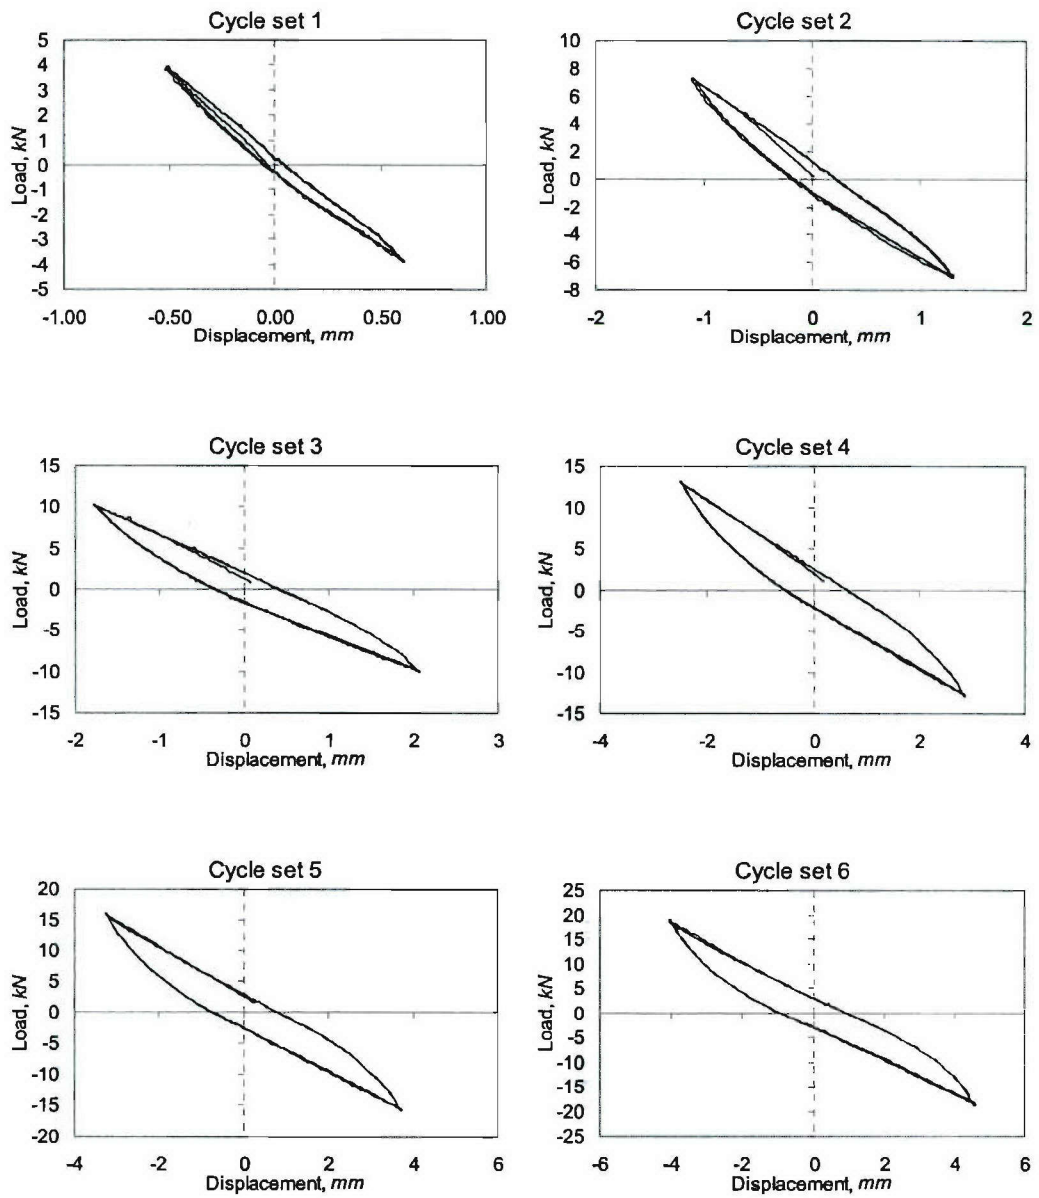 Cycle set 1
5
4
3
2
1
0
-1
-2
-3
-4
-5
Load, kN
-1.00 -0.50 0.00 0.50 1.00
Displacement, mm
Cycle set 2
10
8
6
4
2
0
-2
-4
-6
-8
Load, kN
-2 -1 0 1 2
Displacement, mm
Cycle set 3
15
10
5
0
-5
-10
-15
Load, kN
-2 -1 0 1 2 3
Displacement, mm
Cycle set 4
15
10
5
0
-5
-10
-15
Load, kN
-4 -2 0 2 4
Displacement, mm
Cycle set 5
20
15
10
5
0
-5
-10
-15
-20
Load, kN
-4 -2 0 2 4 6
Displacement, mm
Cycle set 6
25
20
15
10
5
0
-5
-10
-15
-20
-25
Load, kN
-6 -4 -2 0 2 4 6
Displacement, mm